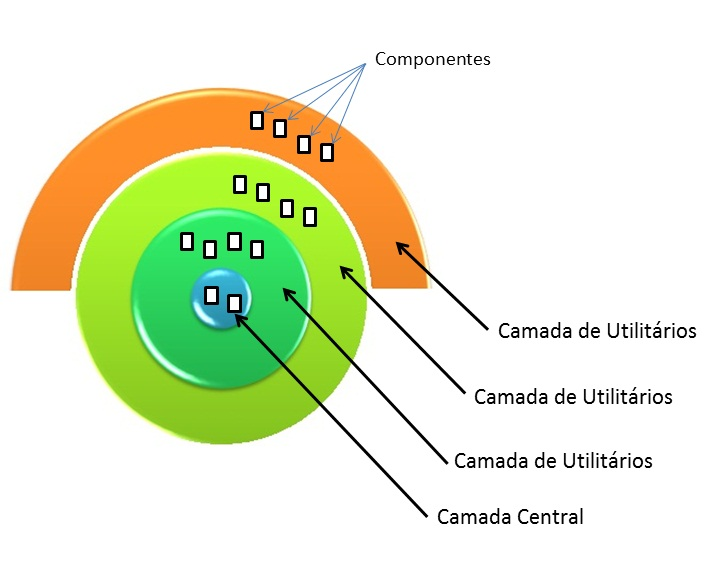 Componentes
Camada de Utilitários
Camada de Utilitários
Camada de Utilitários
Camada Central